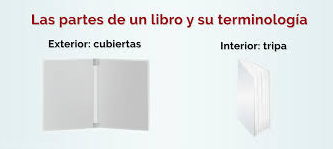 Las partes de un libro y su terminología
Exterior: cubiertas
Interior: tripa